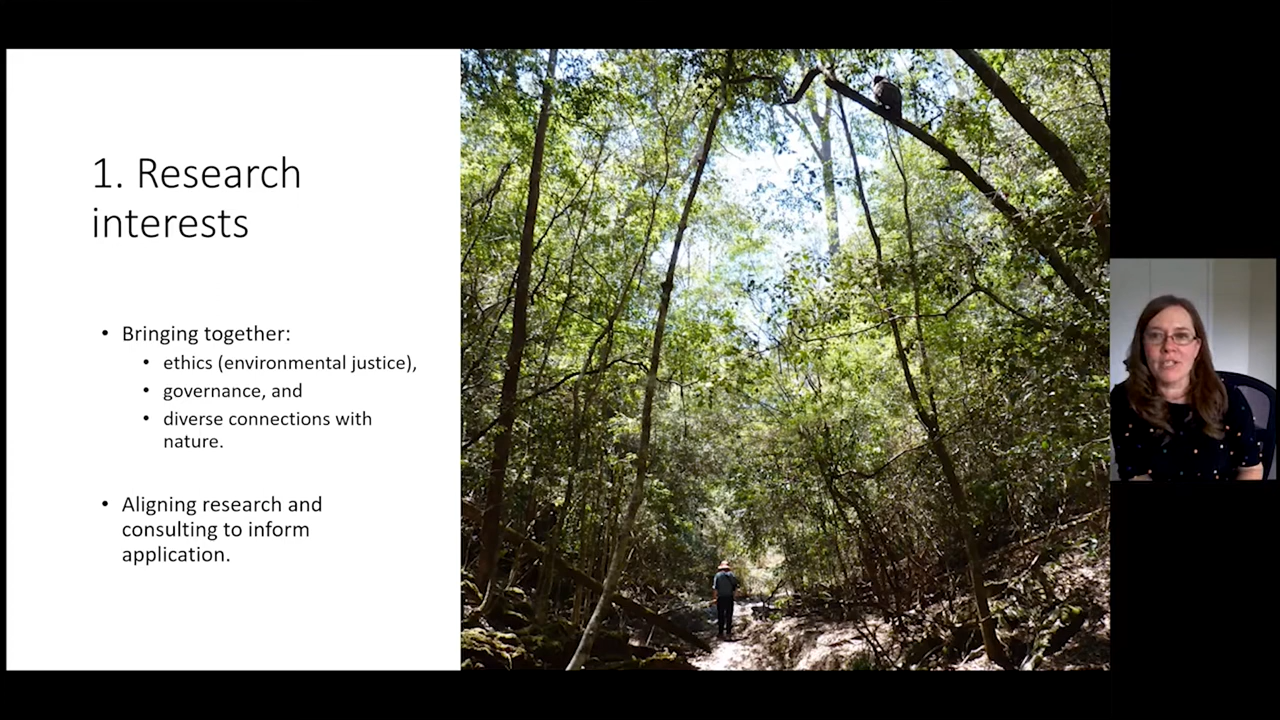 1. Research
interests
• Bringing together:
• ethics (environmental justice),
• governance, and
• diverse connections with
nature.
• Aligning research and
consulting to inform
application.